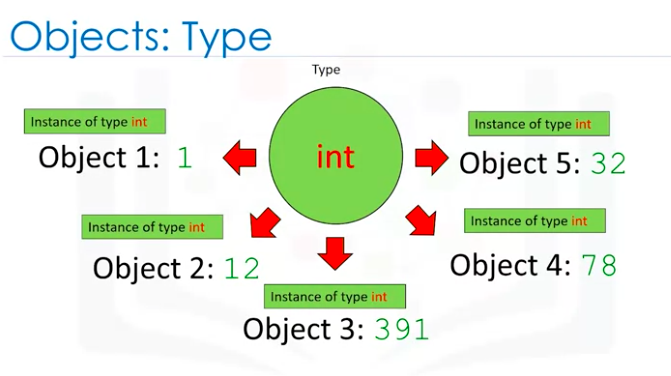 Objects: Type
Type
int
Instance of type int
Object 1: 1
Instance of type int
Object 2: 12
Instance of type int
Object 3: 391
Instance of type int
Object 4: 78
Instance of type int
Object 5: 32